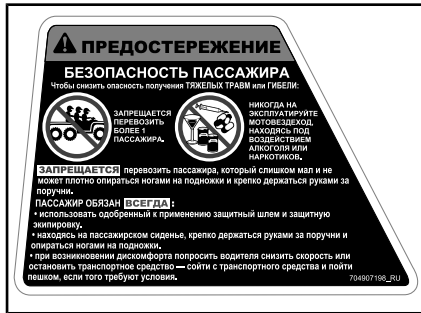 ПРЕДОСТЕРЕЖЕНИЕ
БЕЗОПАСНОСТЬ ПАССАЖИРА
Чтобы снизить опасность получения ТЯЖЕЛЫХ ТРАВМ или ГИБЕЛИ:
ЗАПРЕЩАЕТСЯ
ПЕРЕВОЗИТЬ
БОЛЕЕ 1
ПАССАЖИРА.
НИКОГДА НА
ЭКСПЛУАТИРУЙТЕ
МОТОВЕЗДЕХОД,
НАХОДЯСЬ ПОД
ВОЗДЕЙСТВИЕМ
АЛКОГОЛЯ ИЛИ
НАРКОТИКОВ.
ЗАПРЕЩАЕТСЯ перевозить пассажира, который слишком мал и не
может плотно опираться ногами на подножки и крепко держаться руками за
поручни.
ПАССАЖИР ОБЯЗАН ВСЕГДА :
• использовать одобренный к применению защитный шлем и защитную
экипировку.
• находясь на пассажирском сиденье, крепко держаться руками за поручни и
опираться ногами на подножки.
• при возникновении дискомфорта попросить водителя снизить скорость или
остановить транспортное средство — сойти с транспортного средства и пойти
пешком, если того требуют условия.
704907198_RU